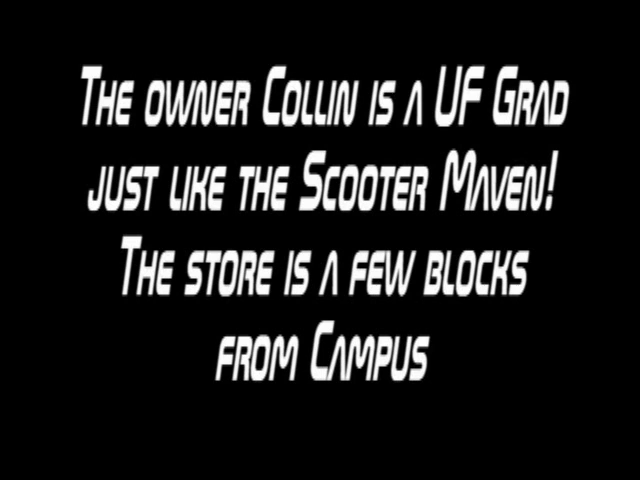 The owner Collin is a UF Grad
just like the Scooter Maven!
The store is a few blocks
from Campus